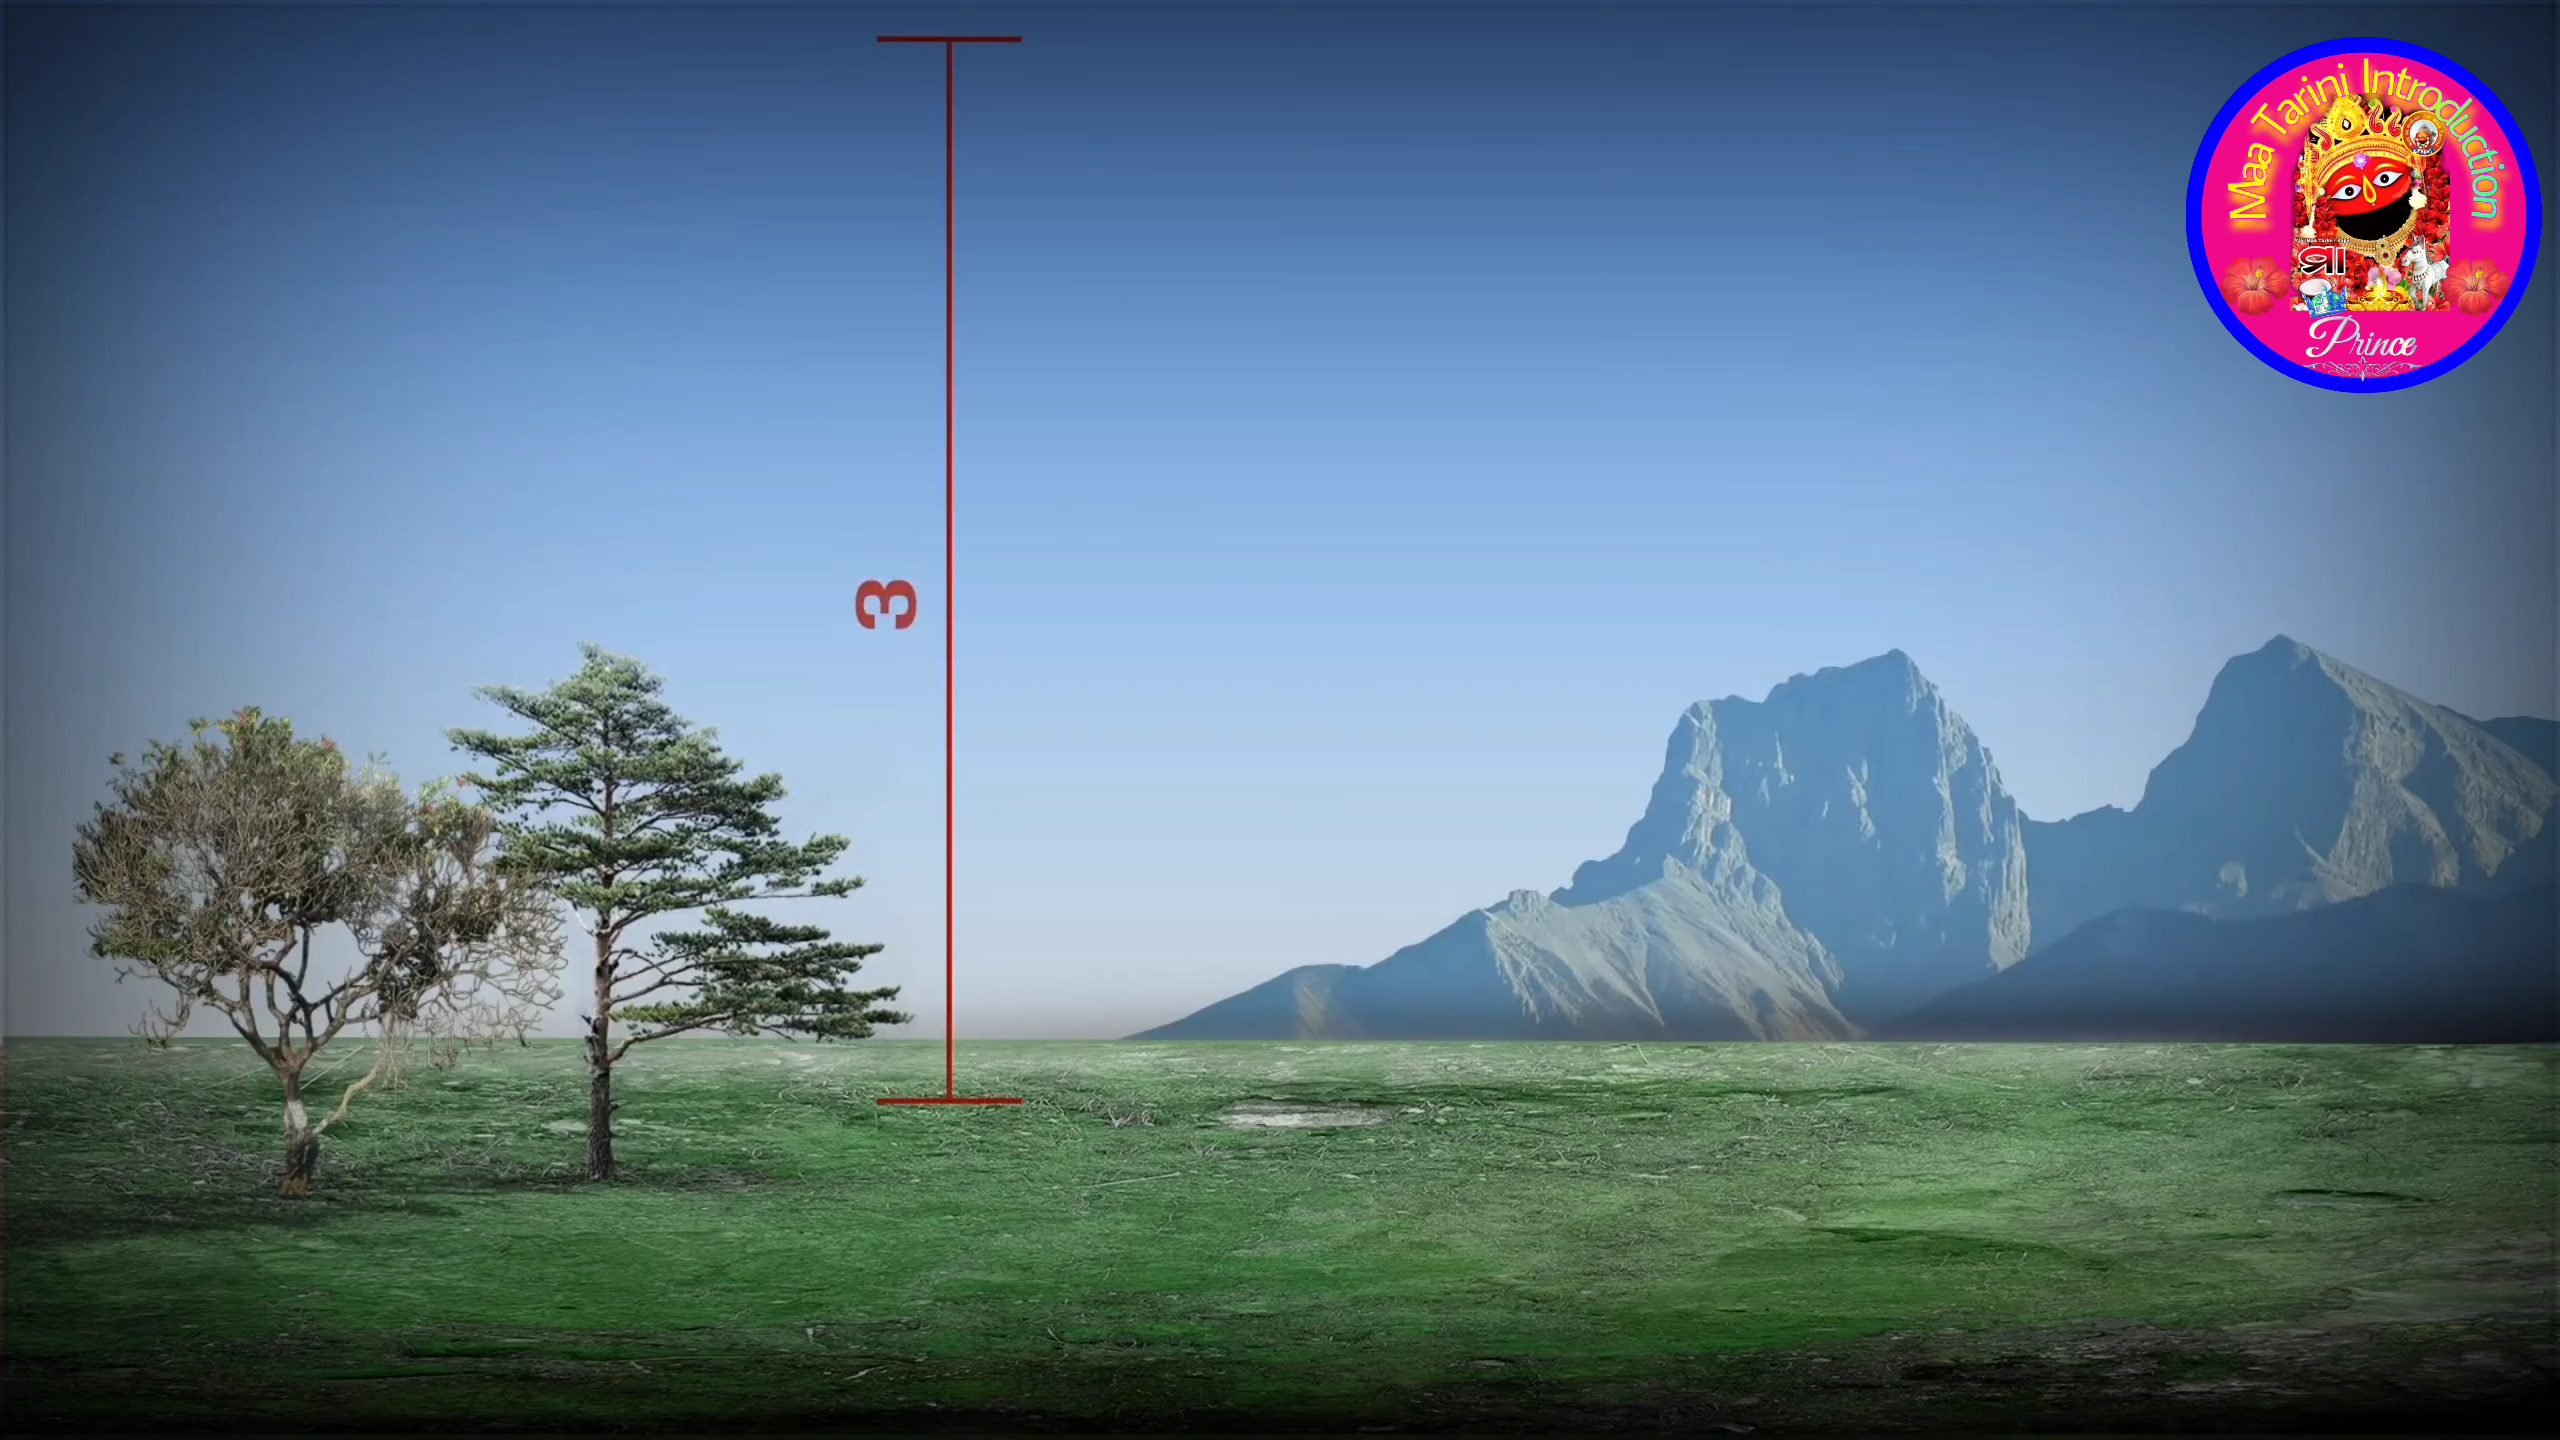 3
Maa Tarini Introduction
ମା
Prince